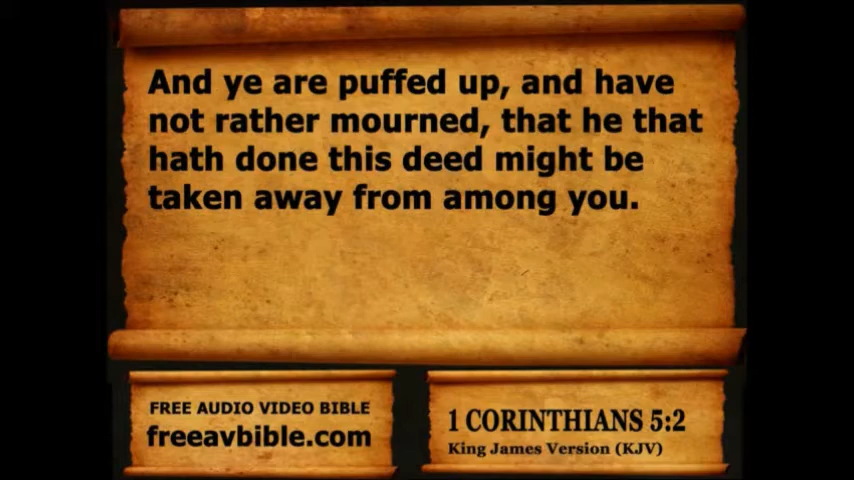 And ye are puffed up, and have
not rather mourned, that he that
hath done this deed might be
taken away from among you.
FREE AUDIO VIDEO BIBLE
freeavbible.com
1 CORINTHIANS 5:2
King James Version (KJV)